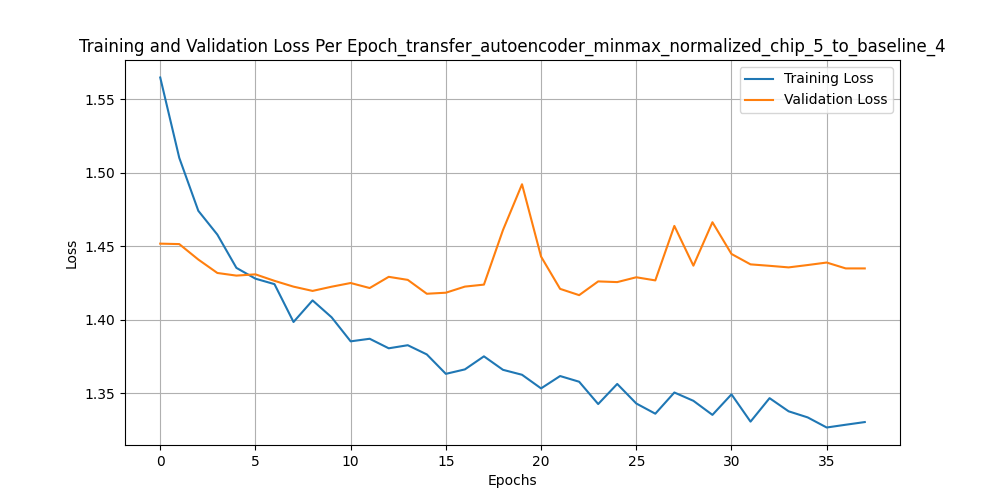 Training and Validation Loss Per Epoch_transfer_autoencoder_minmax_normalized_chip_5_to_baseline_4
Training Loss
Validation Loss
1.55
1.50
1.45
1.40
1.35
Loss
0 5 10 15 20 25 30 35
Epochs